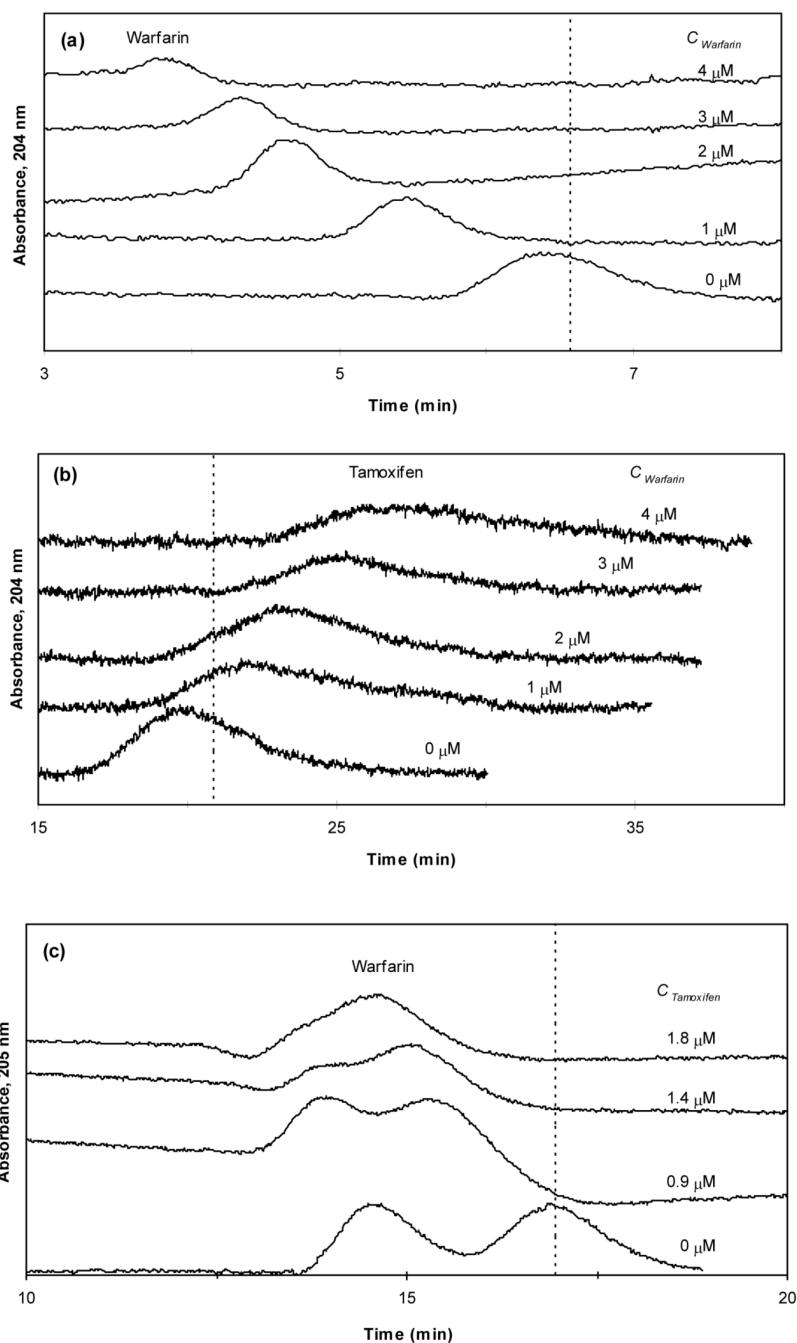 (a)
Warfarin
C Warfarin
4 μM
3 μM
2 μM
1 μM
0 μM
Absorbance, 204 nm
3
5
7
Time (min)
(b)
Tamoxifen
C Warfarin
4 μM
3 μM
2 μM
1 μM
0 μM
Absorbance, 204 nm
15
25
35
Time (min)
(c)
Warfarin
C Tamoxifen
1.8 μM
1.4 μM
0.9 μM
0 μM
Absorbance, 205 nm
10
15
20
Time (min)